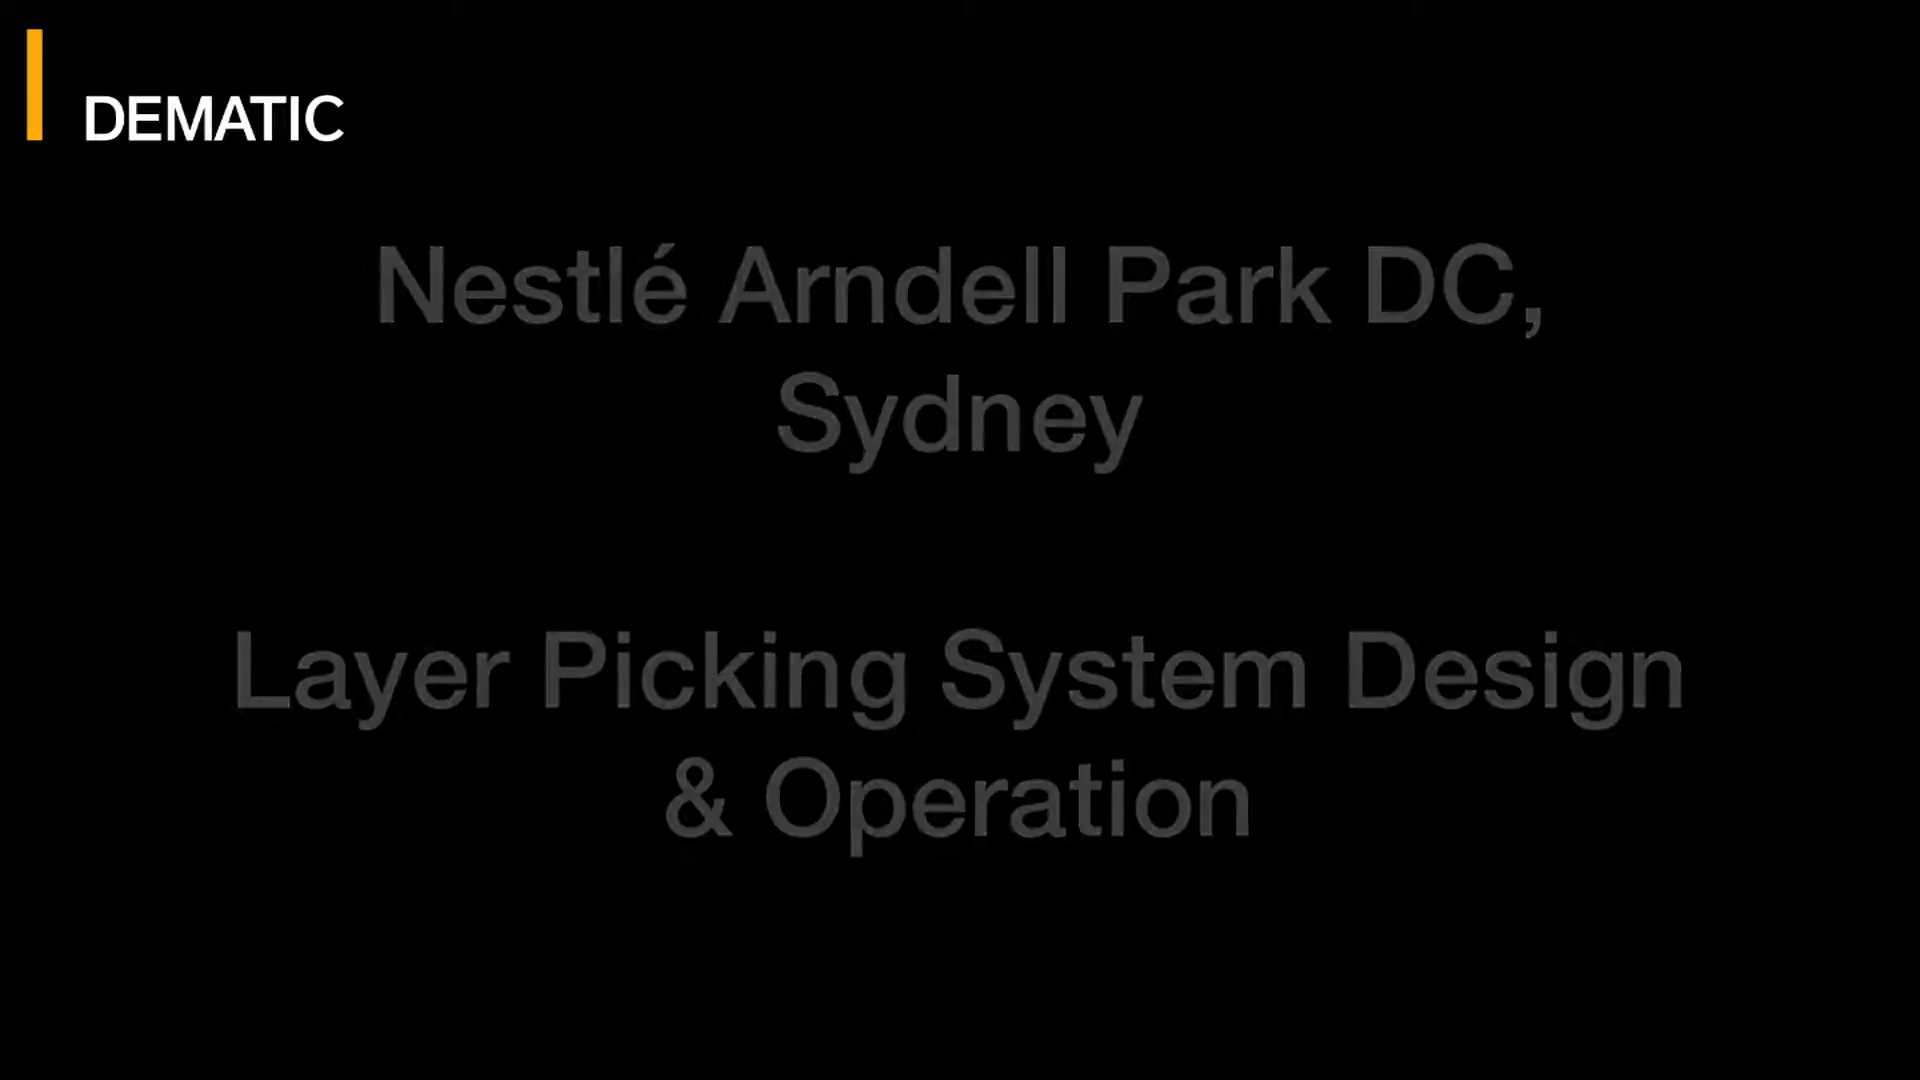 DEMATIC
Nestlé Arndell Park DC,
Sydney
Layer Picking System Design
& Operation